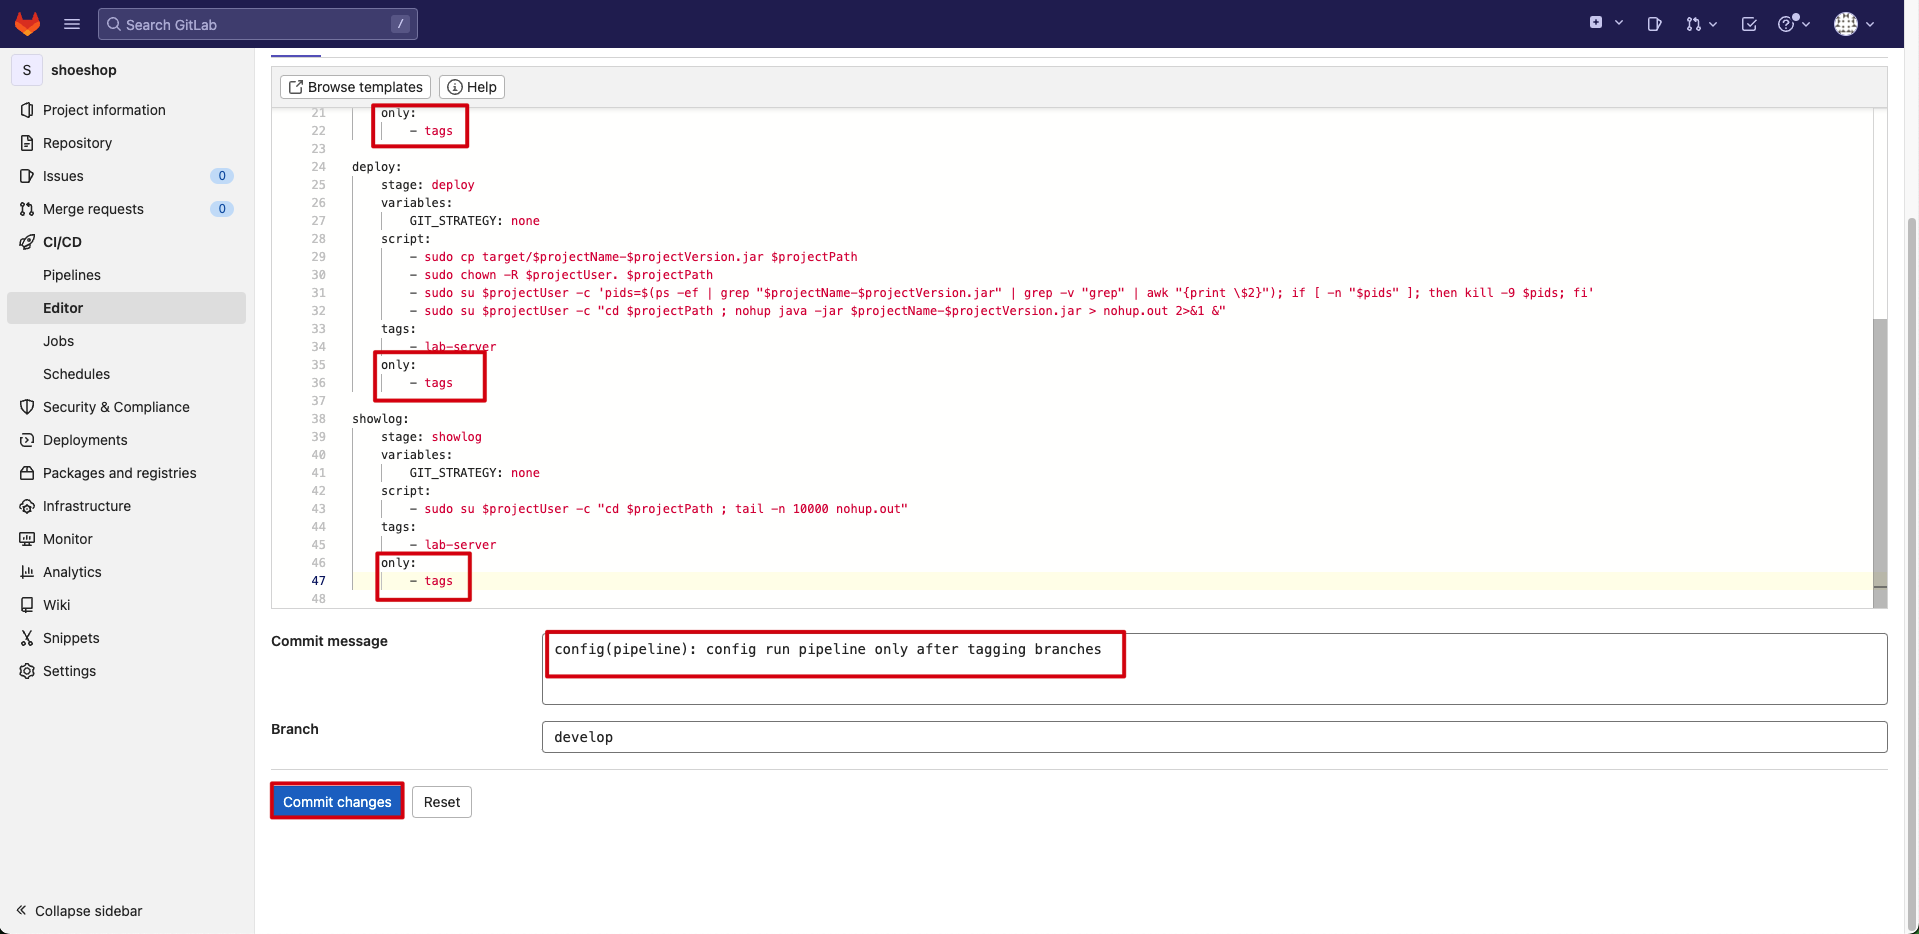 Search GitLab /
S shoeshop
Project information
Repository
Issues 0
Merge requests 0
CI/CD
Pipelines
Editor
Jobs
Schedules
Security & Compliance
Deployments
Packages and registries
Infrastructure
Monitor
Analytics
Wiki
Snippets
Settings
Collapse sidebar
Browse templates Help
21 only:
22 - tags
23
24 deploy:
25 stage: deploy
26 variables:
27 GIT_STRATEGY: none
28 script:
29 - sudo cp target/$projectName-$projectVersion.jar $projectPath
30 - sudo chown -R $projectUser. $projectPath
31 - sudo su $projectUser -c 'pids=$(ps -ef | grep "$projectName-$projectVersion.jar" | grep -v "grep" | awk "{print \$2}"); if [ -n "$pids" ]; then kill -9 $pids; fi'
32 - sudo su $projectUser -c "cd $projectPath ; nohup java -jar $projectName-$projectVersion.jar > nohup.out 2>&1 &"
33 tags:
34 - lab-server
35 only:
36 - tags
37
38 showlog:
39 stage: showlog
40 variables:
41 GIT_STRATEGY: none
42 script:
43 - sudo su $projectUser -c "cd $projectPath ; tail -n 10000 nohup.out"
44 tags:
45 - lab-server
46 only:
47 - tags
48
Commit message
config(pipeline): config run pipeline only after tagging branches
Branch
develop
Commit changes Reset